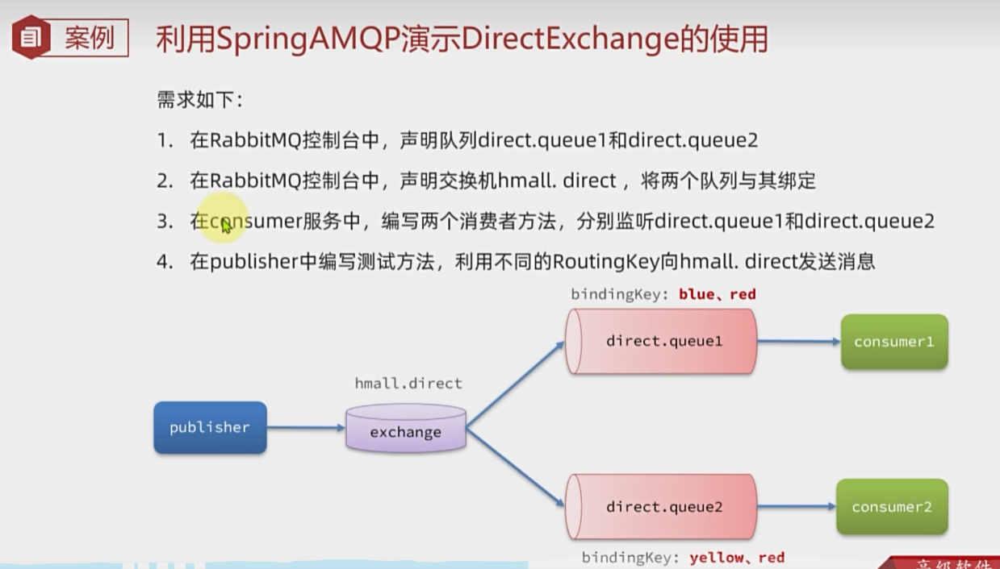 案例
利用SpringAMQP演示DirectExchange的使用
需求如下：
1. 在RabbitMQ控制台中，声明队列direct.queue1和direct.queue2
2. 在RabbitMQ控制台中，声明交换机hmall. direct ，将两个队列与其绑定
3. 在consumer服务中，编写两个消费者方法，分别监听direct.queue1和direct.queue2
4. 在publisher中编写测试方法，利用不同的RoutingKey向hmall. direct发送消息
bindingKey: blue、red
direct.queue1
consumer1
hmall.direct
publisher
exchange
direct.queue2
consumer2
bindingKey: yellow、red
高级软件